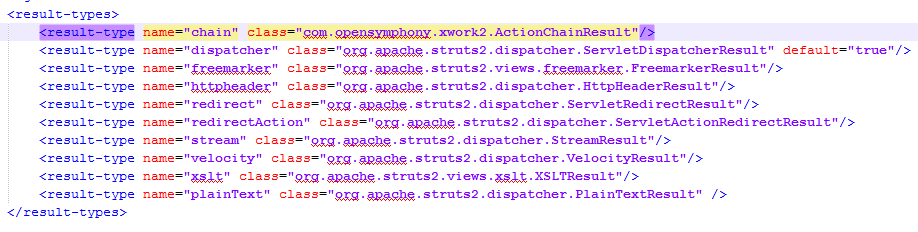 <result-types>
<result-type name="chain" class="com.opensymphony.xwork2.ActionChainResult"/>
<result-type name="dispatcher" class="org.apache.struts2.dispatcher.ServletDispatcherResult" default="true"/>
<result-type name="freemarker" class="org.apache.struts2.views.freemarker.FreemarkerResult"/>
<result-type name="httpheader" class="org.apache.struts2.dispatcher.HttpHeaderResult"/>
<result-type name="redirect" class="org.apache.struts2.dispatcher.ServletRedirectResult"/>
<result-type name="redirectAction" class="org.apache.struts2.dispatcher.ServletActionRedirectResult"/>
<result-type name="stream" class="org.apache.struts2.dispatcher.StreamResult"/>
<result-type name="velocity" class="org.apache.struts2.dispatcher.VelocityResult"/>
<result-type name="xslt" class="org.apache.struts2.views.xslt.XSLTResult"/>
<result-type name="plainText" class="org.apache.struts2.dispatcher.PlainTextResult" />
</result-types>